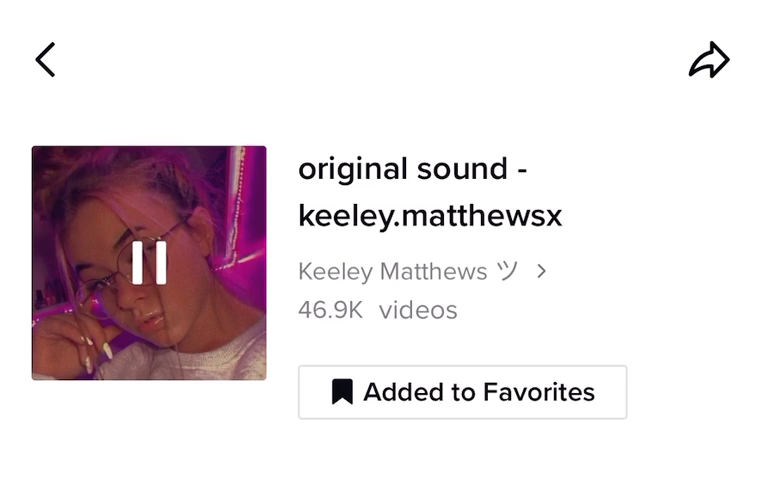 original sound -
keeley.matthewsx
Keeley Matthews ツ
46.9K videos
Added to Favorites